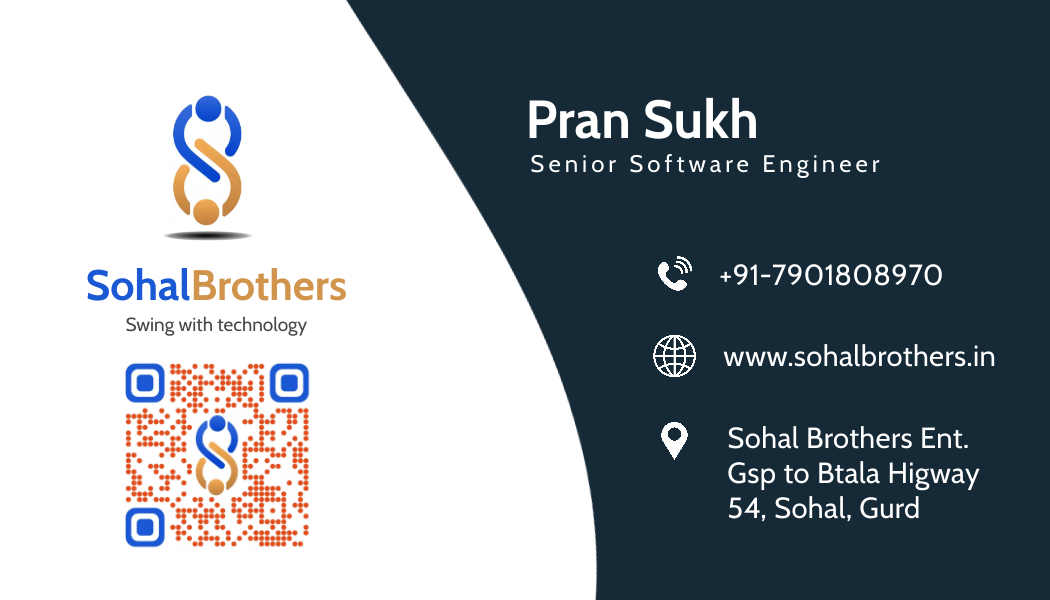 SohalBrothers
Swing with technology
Pran Sukh
Senior Software Engineer
+91-7901808970
www.sohalbrothers.in
Sohal Brothers Ent.
Gsp to Btala Higway
54, Sohal, Gurd